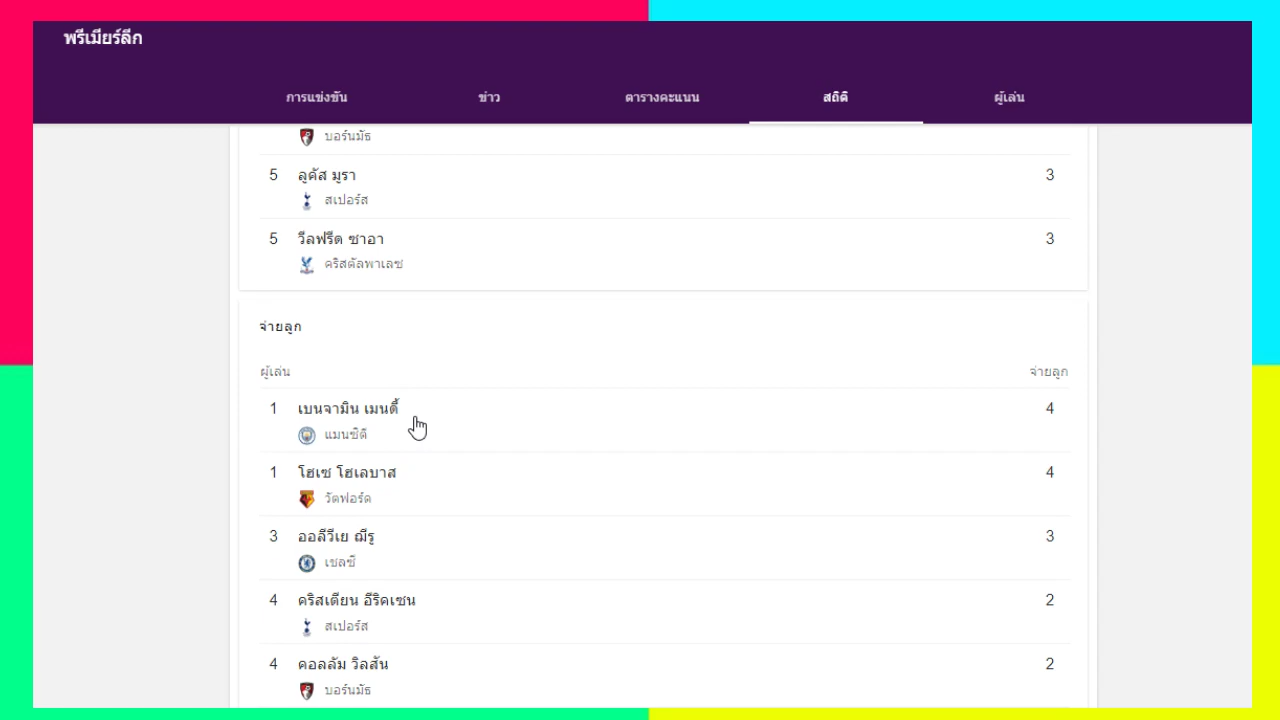 พรีเมียร์ลีก
การแข่งขัน ข่าว ตารางคะแนน สถิติ ผู้เล่น
บอร์นมัธ
5 ลูคัส มูรา 3
สเปอร์ส
5 วีลฟรีด ซาอา 3
คริสตัลพาเลซ
จ่ายลูก
ผู้เล่น จ่ายลูก
1 เบนจามิน เมนดี้ 4
แมนซิตี
1 โฮเซ โฮเลบาส 4
วัตฟอร์ด
3 ออลีวีเย ฌีรู 3
เชลซี
4 คริสเตียน อีริคเซน 2
สเปอร์ส
4 คอลลัม วิลสัน 2
บอร์นมัธ